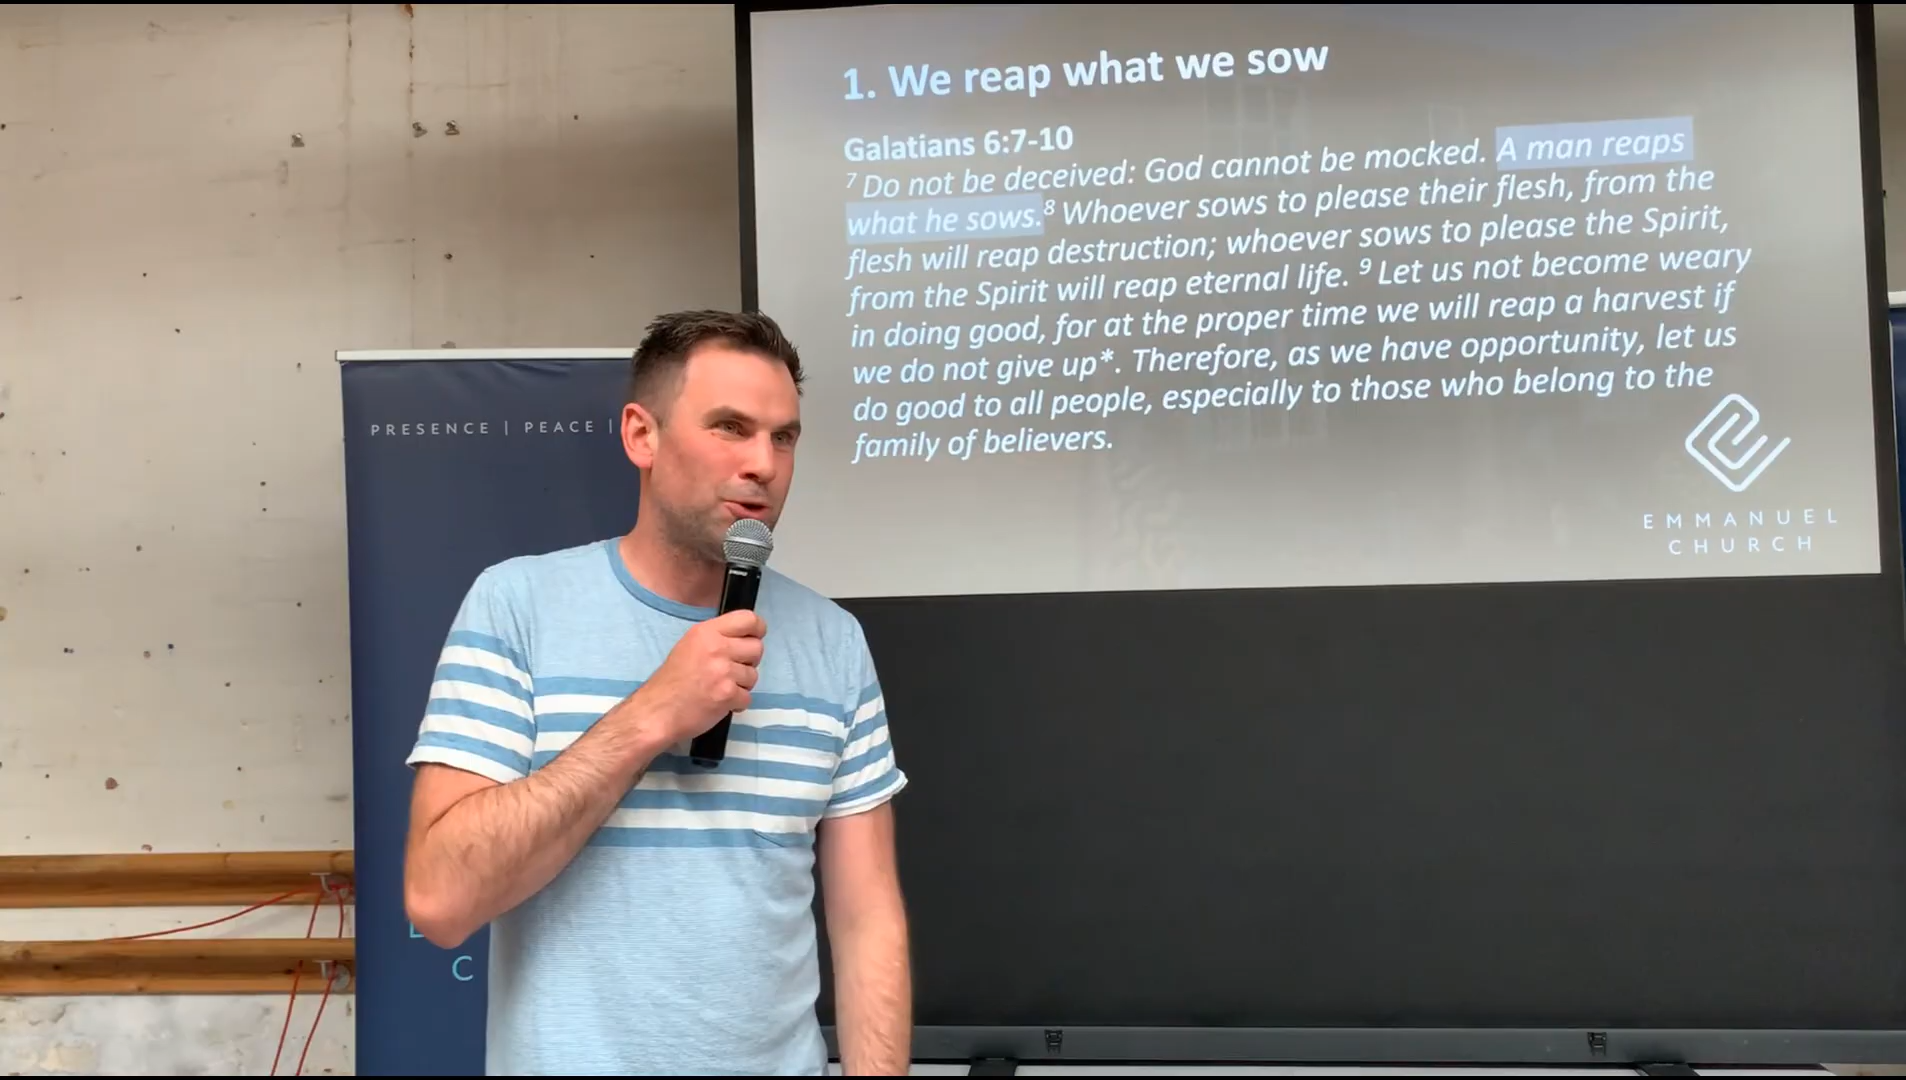 1. We reap what we sow
Galatians 6:7-10
7 Do not be deceived: God cannot be mocked. A man reaps
what he sows.8 Whoever sows to please their flesh, from the
flesh will reap destruction; whoever sows to please the Spirit,
from the Spirit will reap eternal life. 9 Let us not become weary
in doing good, for at the proper time we will reap a harvest if
we do not give up*. Therefore, as we have opportunity, let us
do good to all people, especially to those who belong to the
family of believers.
EMMANUEL
CHURCH
PRESENCE | PEACE |
C